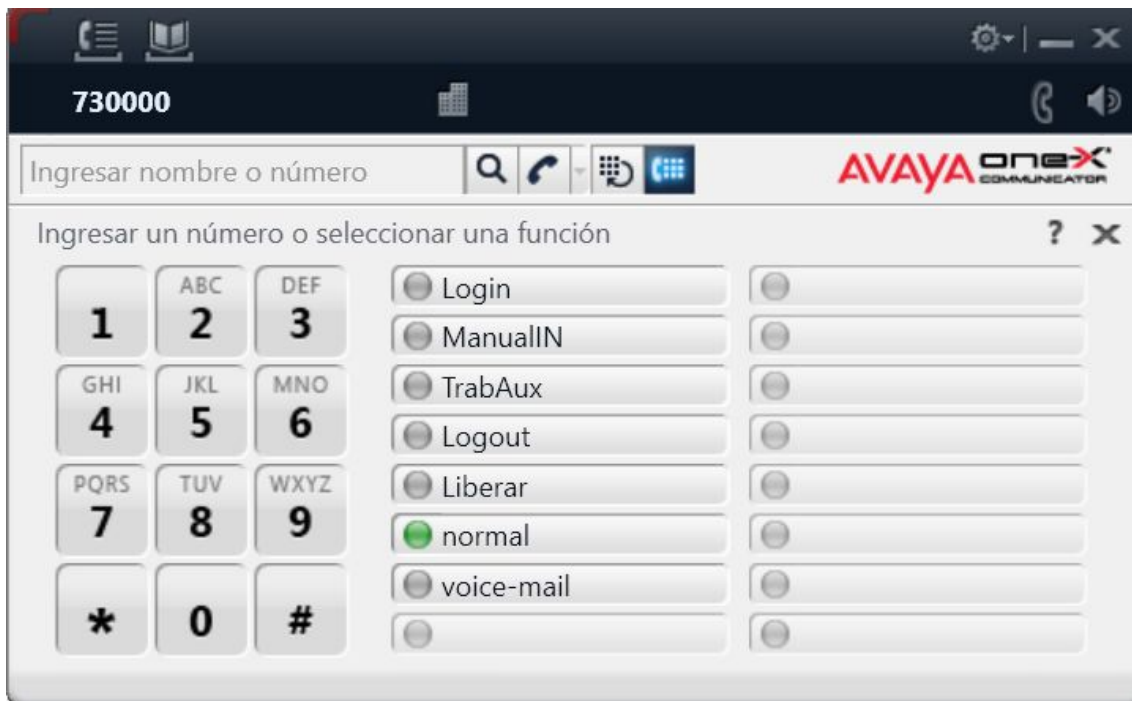 730000
Ingresar nombre o número
AVAYA one-X COMMUNICATOR
Ingresar un número o seleccionar una función ?
1 ABC 2 DEF 3
GHI 4 JKL 5 MNO 6
PQRS 7 TUV 8 WXYZ 9
* 0 #
Login
ManualIN
TrabAux
Logout
Liberar
normal
voice-mail